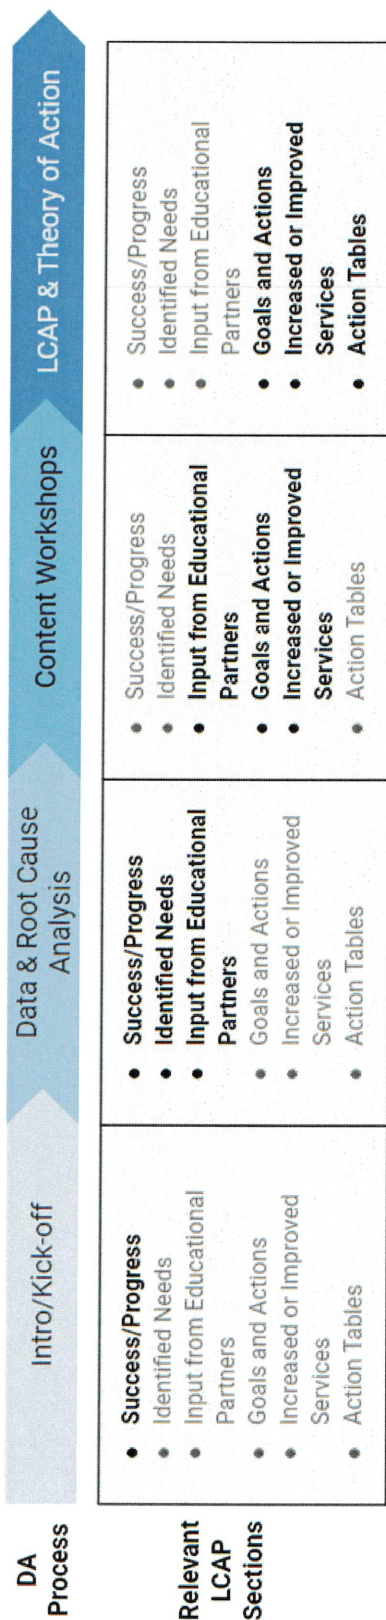 DA
Process
Intro/Kick-off
Data & Root Cause
Analysis
Content Workshops
LCAP & Theory of Action
Relevant
LCAP
Sections
• Success/Progress
• Identified Needs
• Input from Educational
Partners
• Goals and Actions
• Increased or Improved
Services
• Action Tables
• Success/Progress
• Identified Needs
• Input from Educational
Partners
• Goals and Actions
• Increased or Improved
Services
• Action Tables
• Success/Progress
• Identified Needs
• Input from Educational
Partners
• Goals and Actions
• Increased or Improved
Services
• Action Tables
• Success/Progress
• Identified Needs
• Input from Educational
Partners
• Goals and Actions
• Increased or Improved
Services
• Action Tables